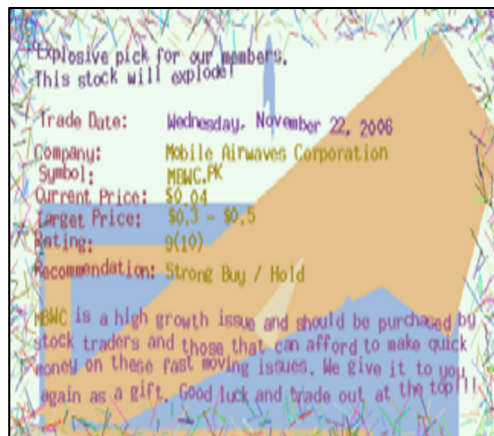 Explosive pick for our members.
This stock will explode!
Trade Date: Wednesday, November 22, 2006
Company: Mobile Airwaves Corporation
Symbol: MBWC.PK
Current Price: $0.04
Target Price: $0.3 - $0.5
Rating: 9(10)
Recommendation: Strong Buy / Hold
MBWC is a high growth issue and should be purchased by
stock traders and those that can afford to make quick
money on these fast moving issues. We give it to you
again as a gift. Good luck and trade out at the top!!!